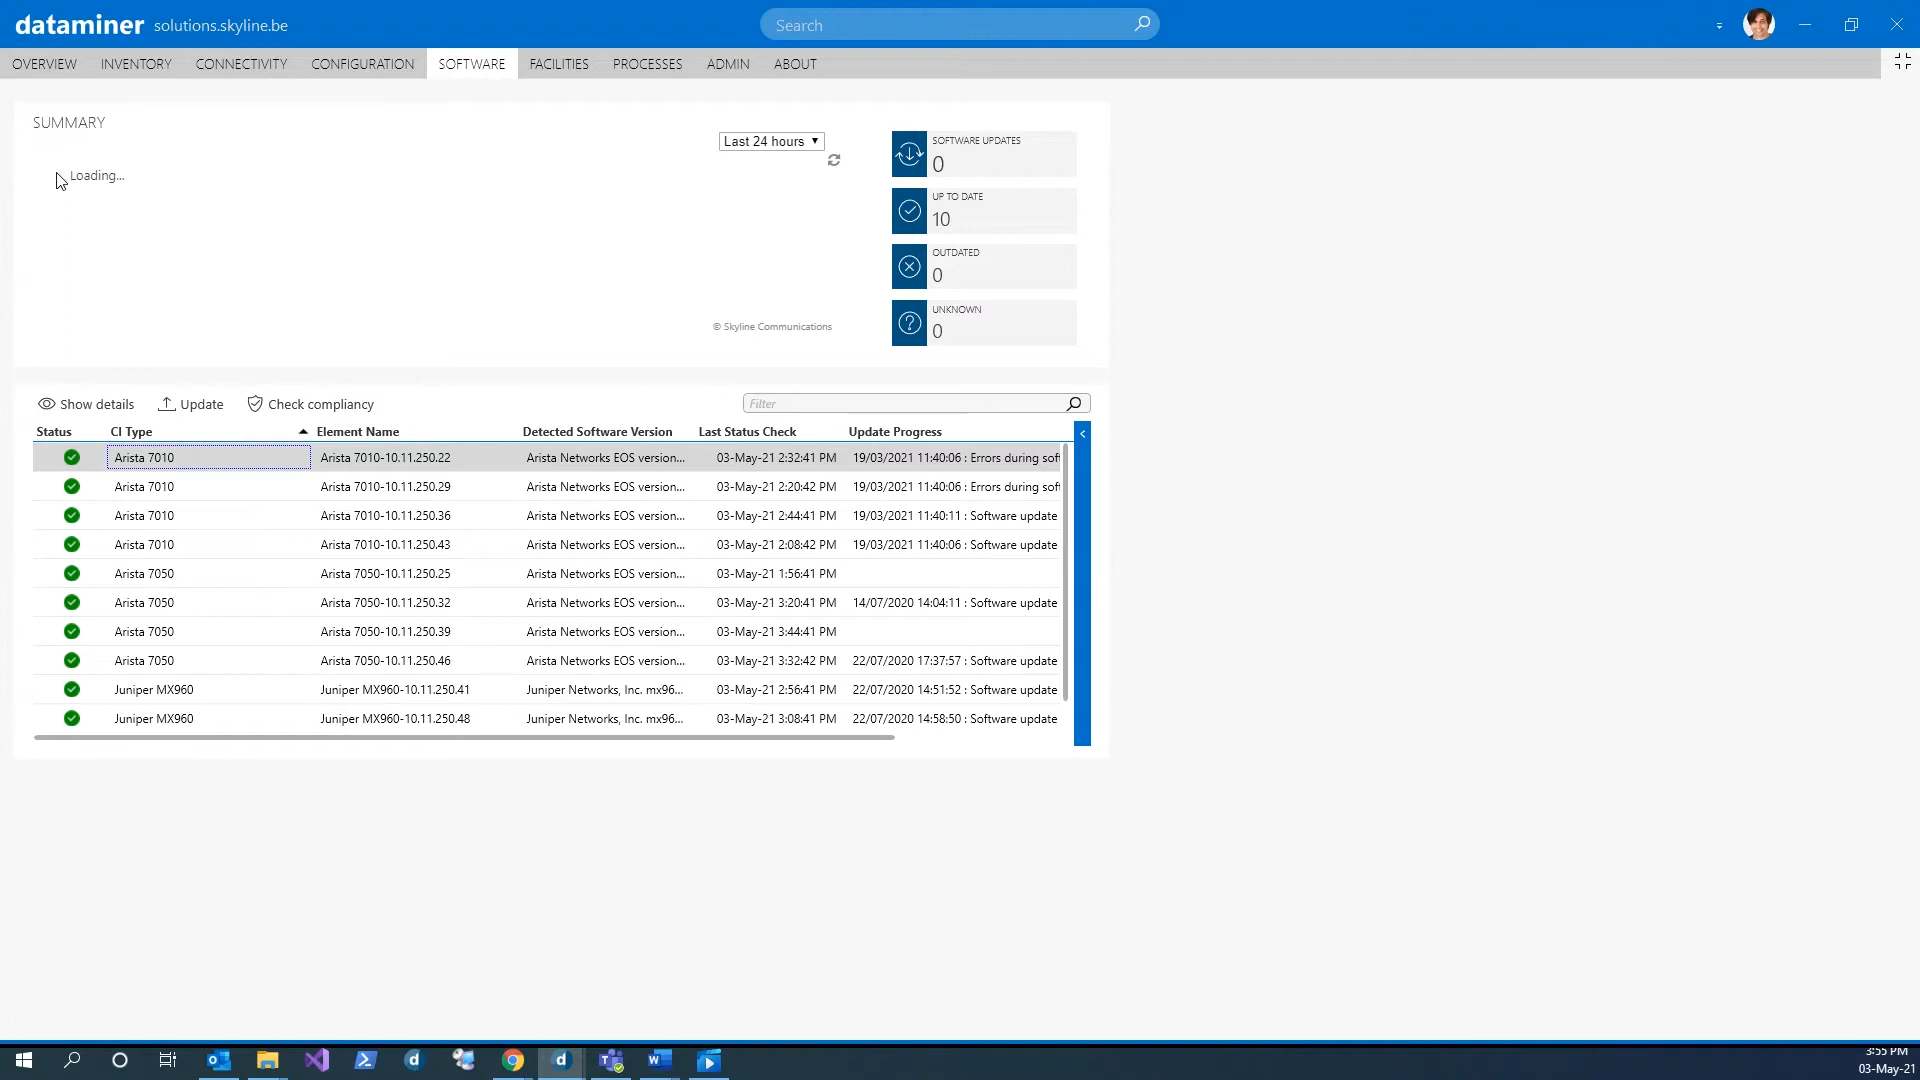 dataminer solutions.skyline.be
Search
OVERVIEW INVENTORY CONNECTIVITY CONFIGURATION SOFTWARE FACILITIES PROCESSES ADMIN ABOUT
SUMMARY
Last 24 hours
Loading...
© Skyline Communications
SOFTWARE UPDATES
0
UP TO DATE
10
OUTDATED
0
UNKNOWN
0
Show details Update Check compliancy Filter
Status CI Type Element Name Detected Software Version Last Status Check Update Progress
Arista 7010 Arista 7010-10.11.250.22 Arista Networks EOS version... 03-May-21 2:32:41 PM 19/03/2021 11:40:06 : Errors during sof
Arista 7010 Arista 7010-10.11.250.29 Arista Networks EOS version... 03-May-21 2:20:42 PM 19/03/2021 11:40:06 : Errors during sof
Arista 7010 Arista 7010-10.11.250.36 Arista Networks EOS version... 03-May-21 2:44:41 PM 19/03/2021 11:40:11 : Software update
Arista 7010 Arista 7010-10.11.250.43 Arista Networks EOS version... 03-May-21 2:08:42 PM 19/03/2021 11:40:06 : Software update
Arista 7050 Arista 7050-10.11.250.25 Arista Networks EOS version... 03-May-21 1:56:41 PM
Arista 7050 Arista 7050-10.11.250.32 Arista Networks EOS version... 03-May-21 3:20:41 PM 14/07/2020 14:04:11 : Software update
Arista 7050 Arista 7050-10.11.250.39 Arista Networks EOS version... 03-May-21 3:44:41 PM
Arista 7050 Arista 7050-10.11.250.46 Arista Networks EOS version... 03-May-21 3:32:42 PM 22/07/2020 17:37:57 : Software update
Juniper MX960 Juniper MX960-10.11.250.41 Juniper Networks, Inc. mx96... 03-May-21 2:56:41 PM 22/07/2020 14:51:52 : Software update
Juniper MX960 Juniper MX960-10.11.250.48 Juniper Networks, Inc. mx96... 03-May-21 3:08:41 PM 22/07/2020 14:58:50 : Software update
3:55 PM
03-May-21